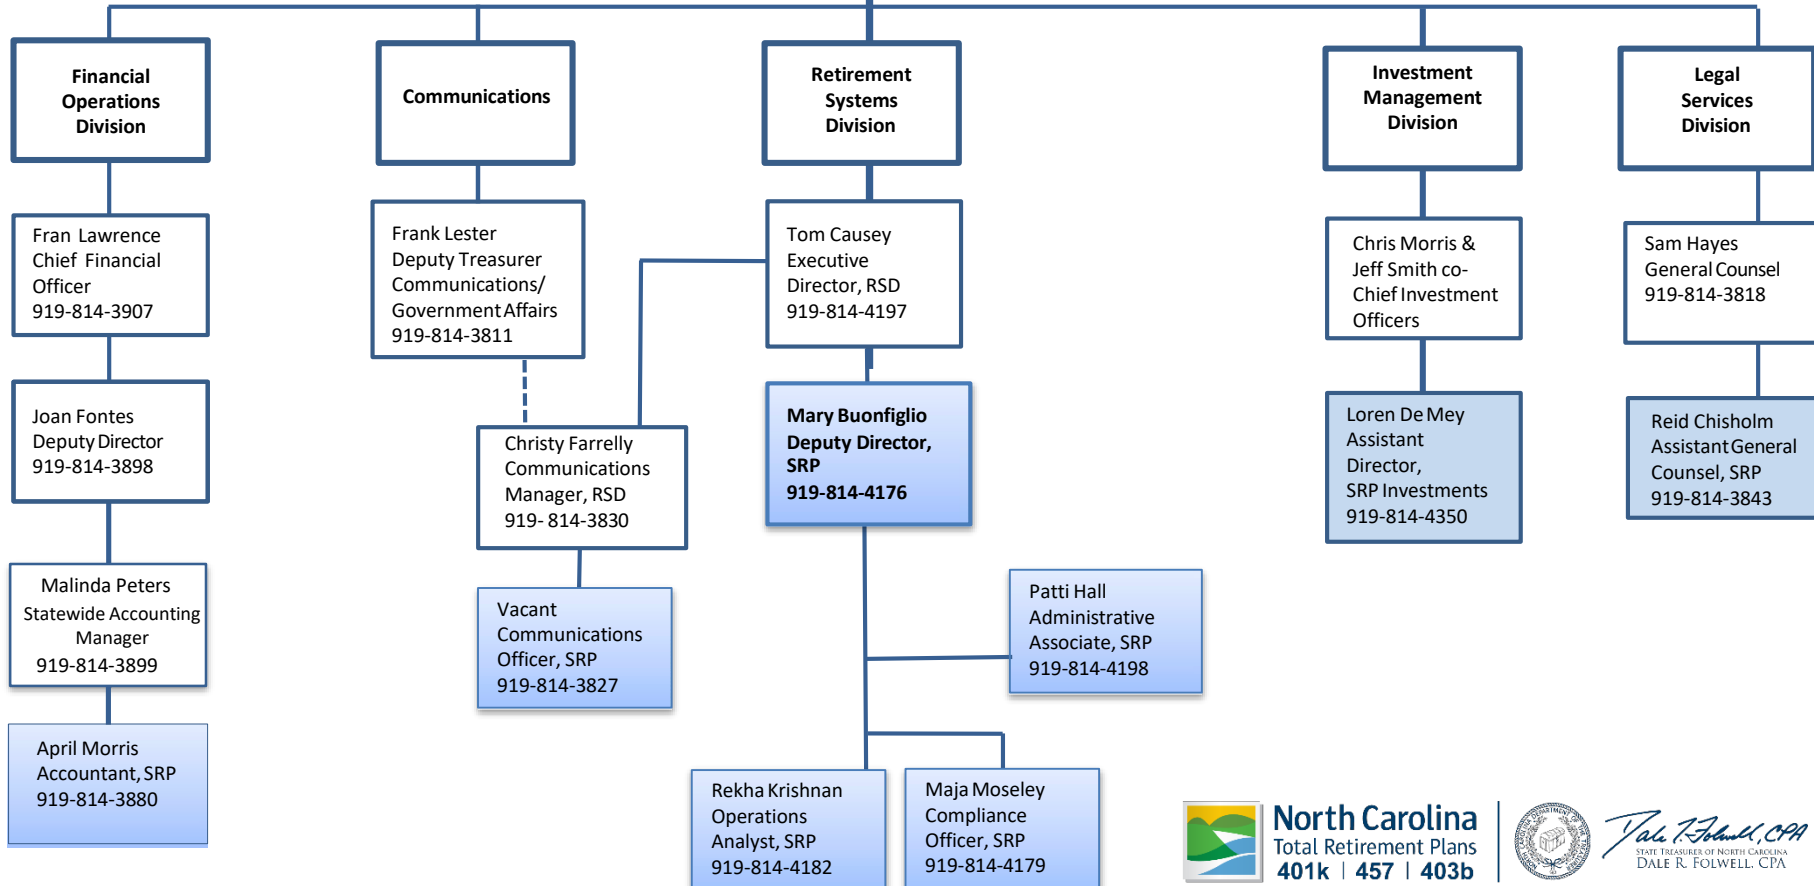 Financial
Operations
Division
Communications
Retirement
Systems
Division
Investment
Management
Division
Legal
Services
Division
Fran Lawrence
Chief Financial
Officer
919-814-3907
Frank Lester
Deputy Treasurer
Communications/
Government Affairs
919-814-3811
Tom Causey
Executive
Director, RSD
919-814-4197
Chris Morris &
Jeff Smith co-
Chief Investment
Officers
Sam Hayes
General Counsel
919-814-3818
Joan Fontes
Deputy Director
919-814-3898
Christy Farrelly
Communications
Manager, RSD
919- 814-3830
Mary Buonfiglio
Deputy Director,
SRP
919-814-4176
Loren De Mey
Assistant
Director,
SRP Investments
919-814-4350
Reid Chisholm
Assistant General
Counsel, SRP
919-814-3843
Malinda Peters
Statewide Accounting
Manager
919-814-3899
Vacant
Communications
Officer, SRP
919-814-3827
Patti Hall
Administrative
Associate, SRP
919-814-4198
April Morris
Accountant, SRP
919-814-3880
Rekha Krishnan
Operations
Analyst, SRP
919-814-4182
Maja Moseley
Compliance
Officer, SRP
919-814-4179
North Carolina
Total Retirement Plans
401k | 457 | 403b
Dale R. Folwell, CPA
STATE TREASURER OF NORTH CAROLINA
DALE R. FOLWELL, CPA